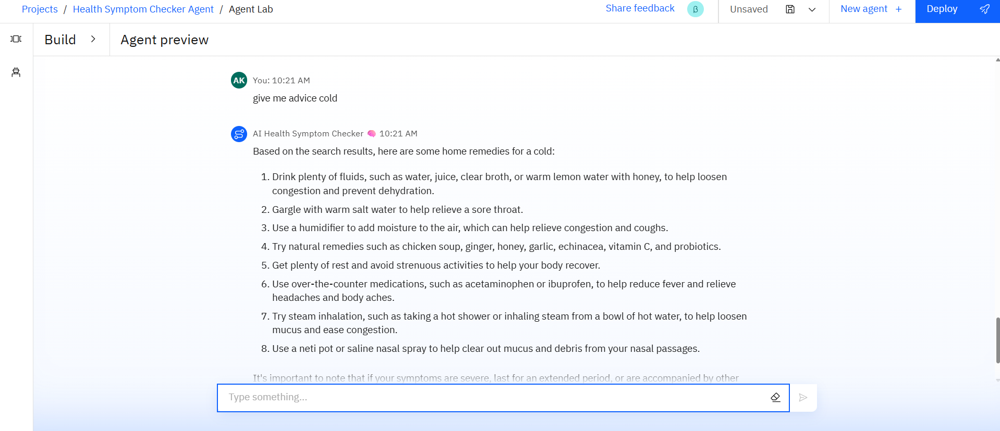 Projects / Health Symptom Checker Agent / Agent Lab
Share feedback
β
Unsaved
New agent +
Deploy
Build
Agent preview
AK
You: 10:21 AM
give me advice cold
AI Health Symptom Checker 🧠 10:21 AM
Based on the search results, here are some home remedies for a cold:
1. Drink plenty of fluids, such as water, juice, clear broth, or warm lemon water with honey, to help loosen
congestion and prevent dehydration.
2. Gargle with warm salt water to help relieve a sore throat.
3. Use a humidifier to add moisture to the air, which can help relieve congestion and coughs.
4. Try natural remedies such as chicken soup, ginger, honey, garlic, echinacea, vitamin C, and probiotics.
5. Get plenty of rest and avoid strenuous activities to help your body recover.
6. Use over-the-counter medications, such as acetaminophen or ibuprofen, to help reduce fever and relieve
headaches and body aches.
7. Try steam inhalation, such as taking a hot shower or inhaling steam from a bowl of hot water, to help loosen
mucus and ease congestion.
8. Use a neti pot or saline nasal spray to help clear out mucus and debris from your nasal passages.
It's important to note that if your symptoms are severe, last for an extended period, or are accompanied by other
Type something...